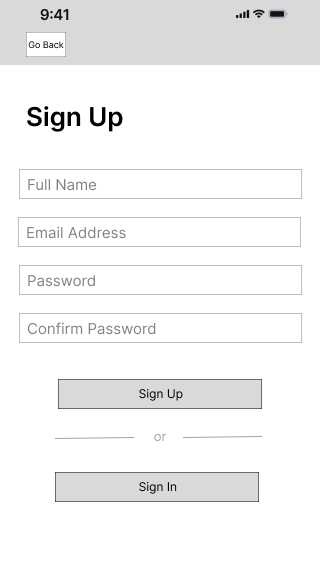 9:41
Go Back
Sign Up
Full Name
Email Address
Password
Confirm Password
Sign Up
or
Sign In